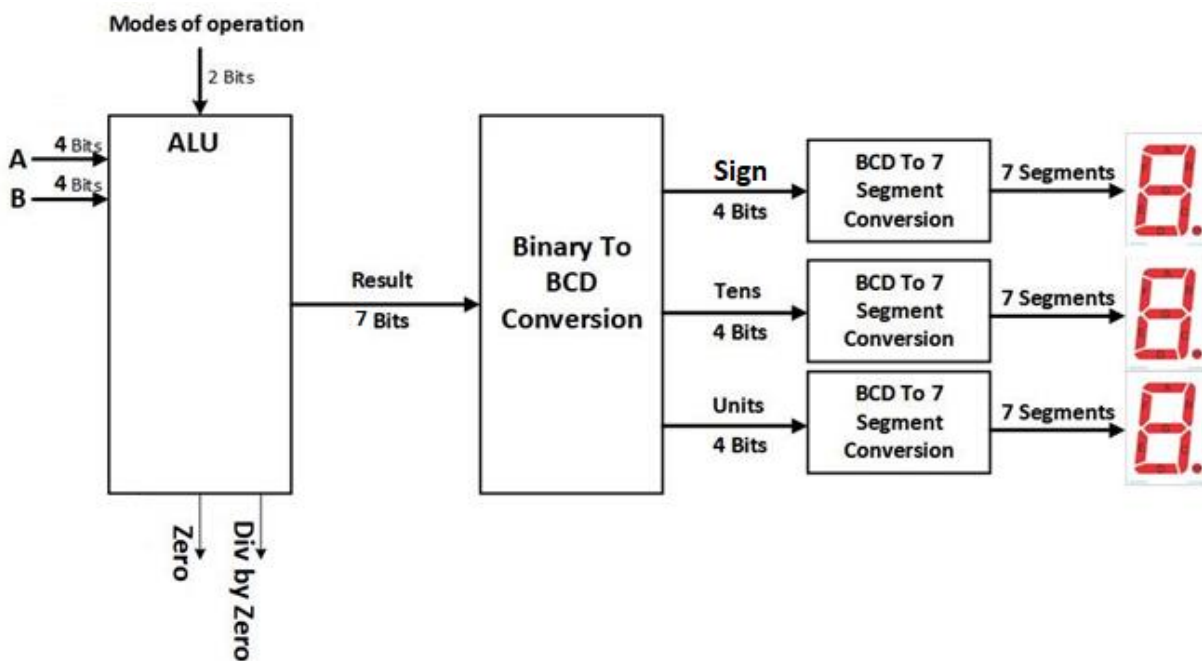 Modes of operation
2 Bits
ALU
A
4 Bits
B
4 Bits
Result
7 Bits
Binary To
BCD
Conversion
Sign
4 Bits
Tens
4 Bits
Units
4 Bits
BCD To 7
Segment
Conversion
7 Segments
BCD To 7
Segment
Conversion
7 Segments
BCD To 7
Segment
Conversion
7 Segments
Zero
Div by Zero